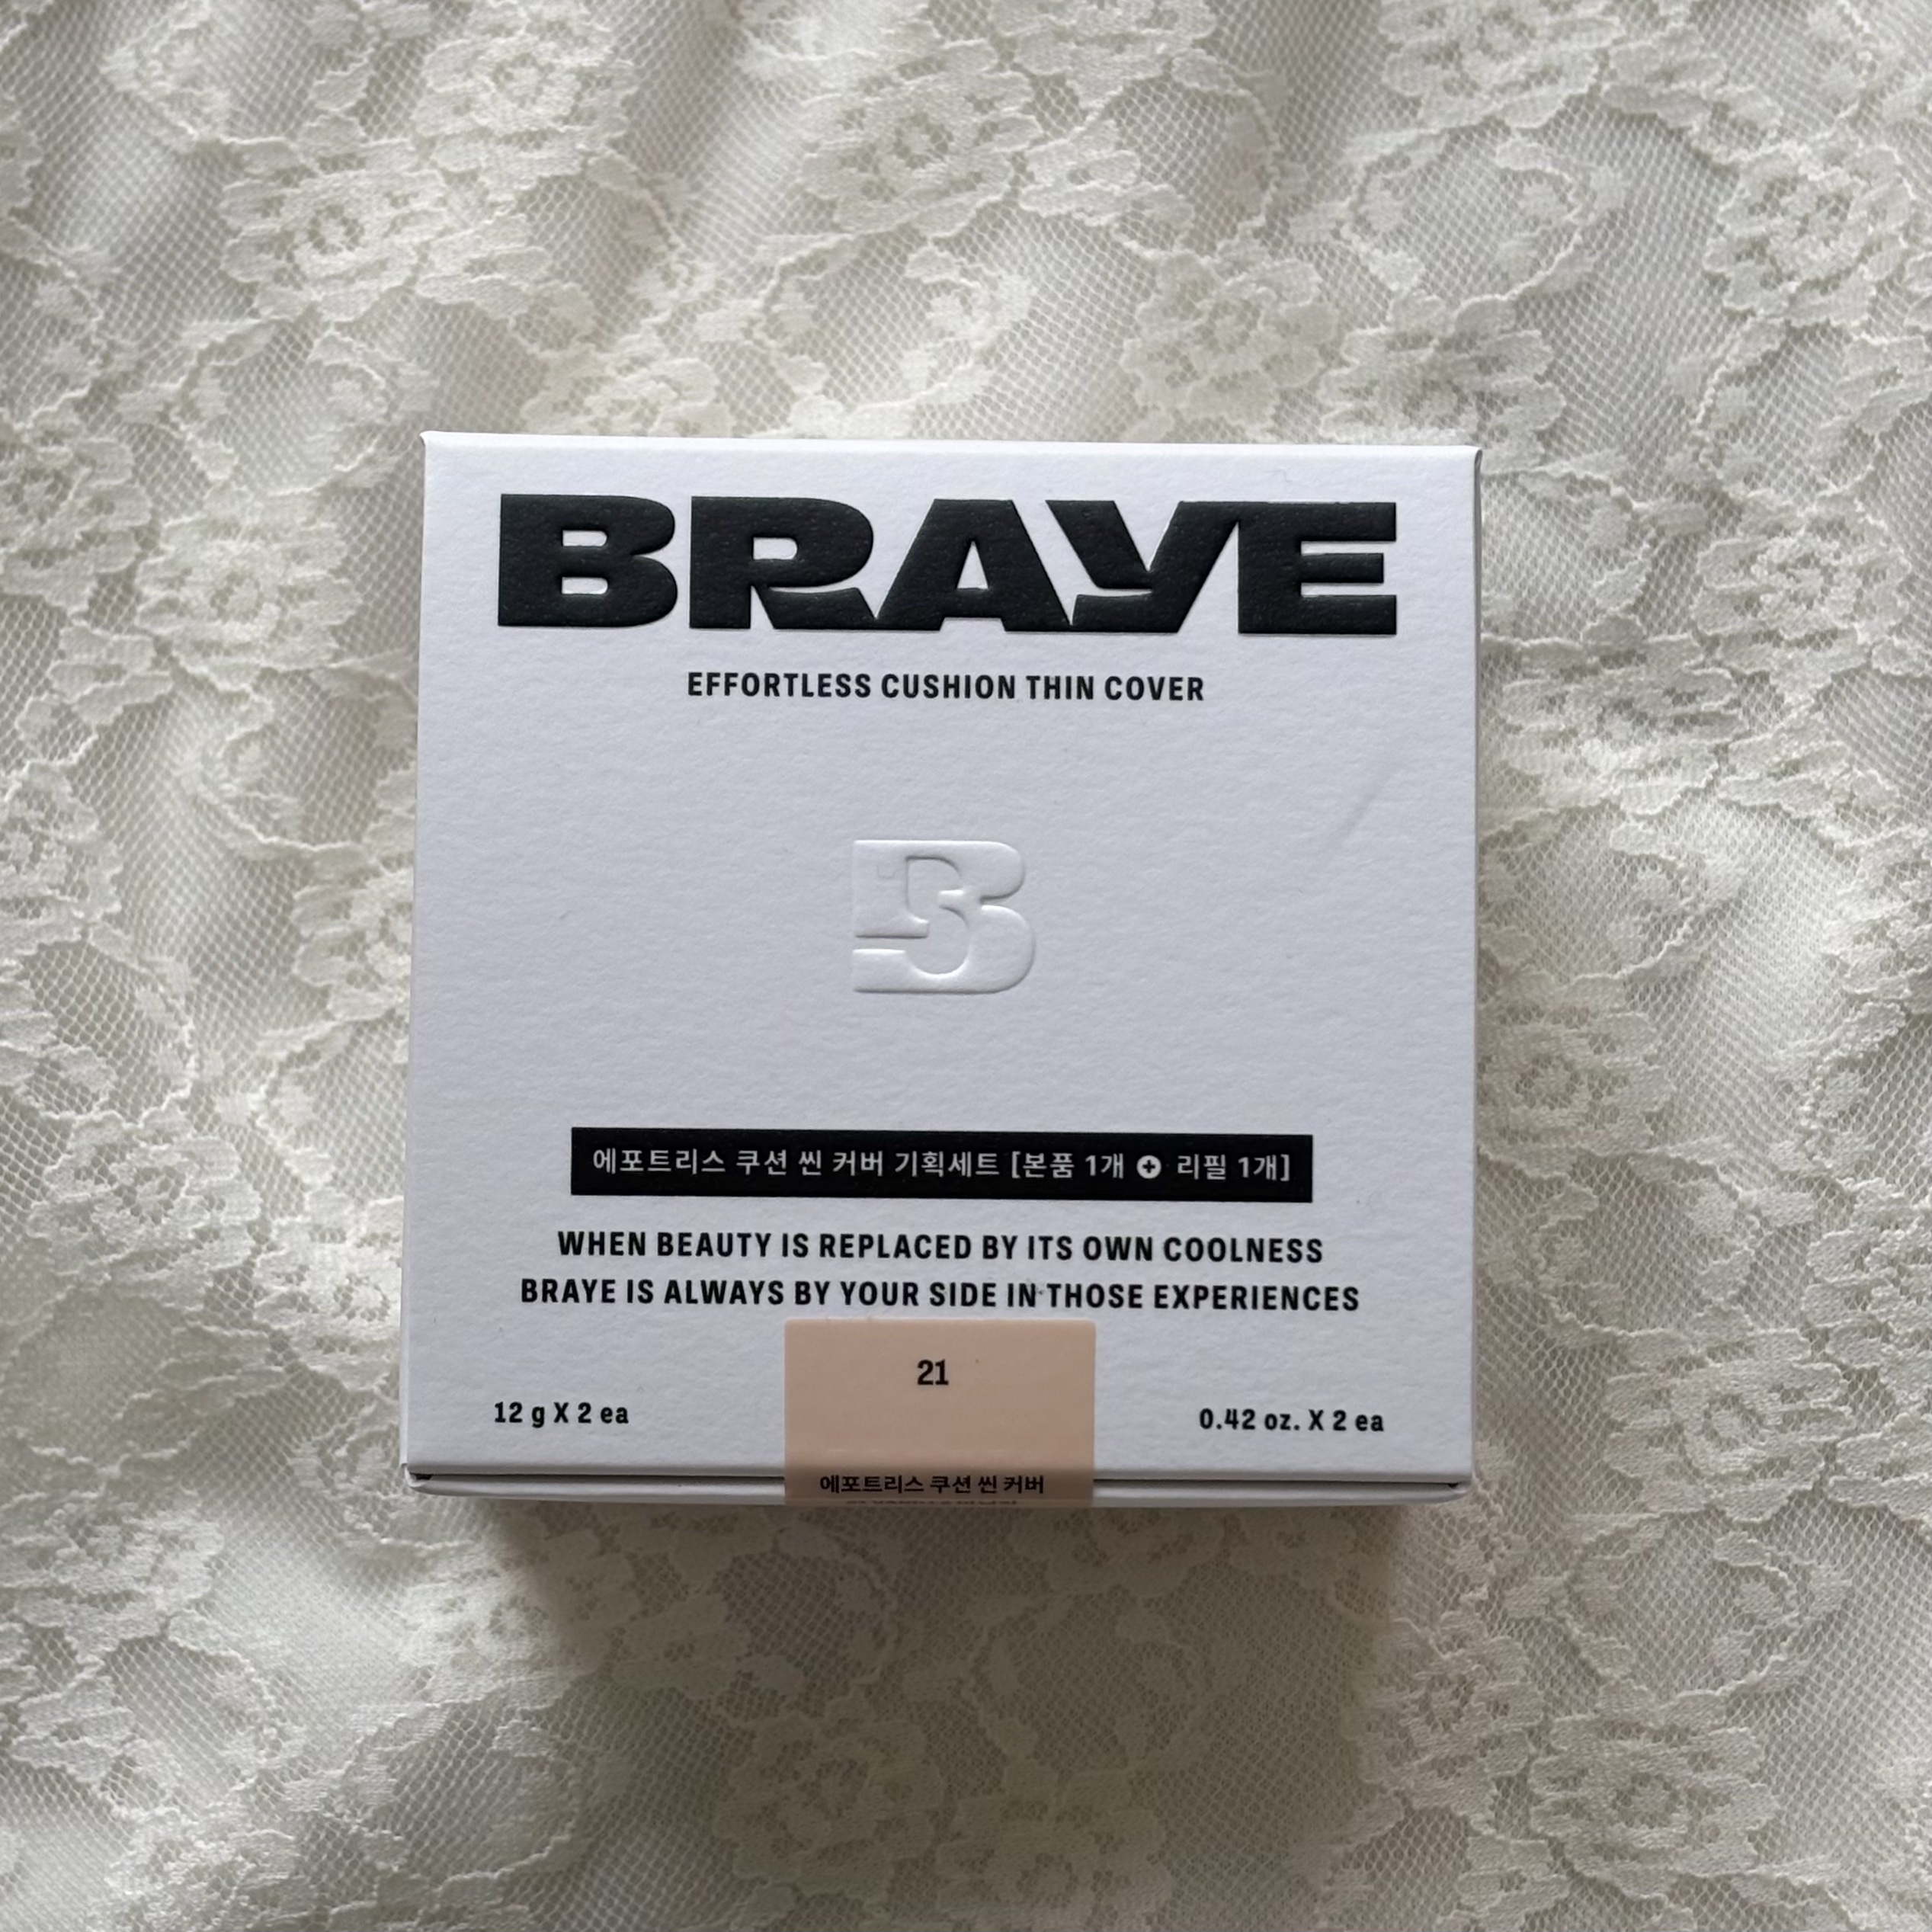 BRAYE
EFFORTLESS CUSHION THIN COVER
B
에포트리스 쿠션 씬 커버 기획세트 [본품 1개 + 리필 1개]
WHEN BEAUTY IS REPLACED BY ITS OWN COOLNESS
BRAYE IS ALWAYS BY YOUR SIDE IN THOSE EXPERIENCES
21
12 g X 2 ea
0.42 oz. X 2 ea
에포트리스 쿠션 씬 커버